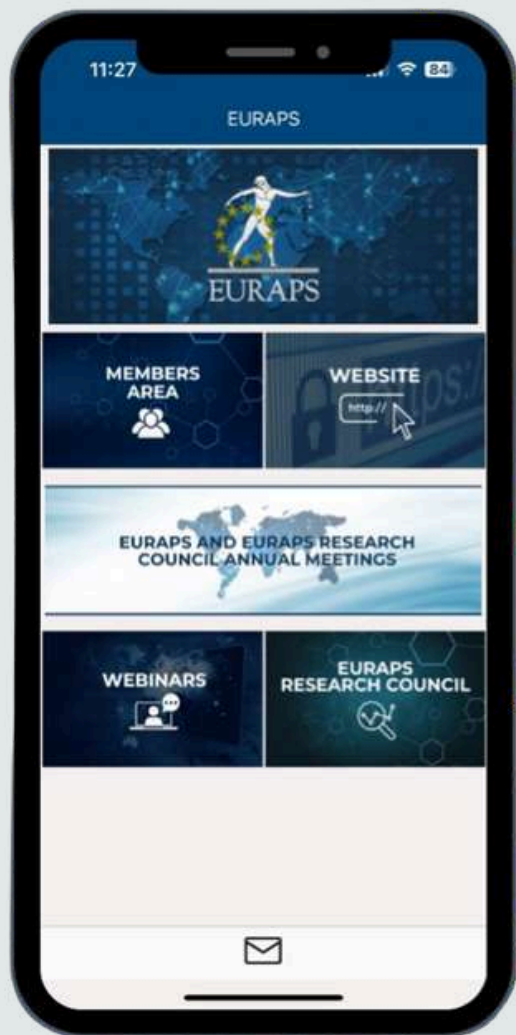 11:27
84
EURAPS
EURAPS
MEMBERS
AREA
WEBSITE
http://
https:/
EURAPS AND EURAPS RESEARCH
COUNCIL ANNUAL MEETINGS
WEBINARS
EURAPS
RESEARCH COUNCIL